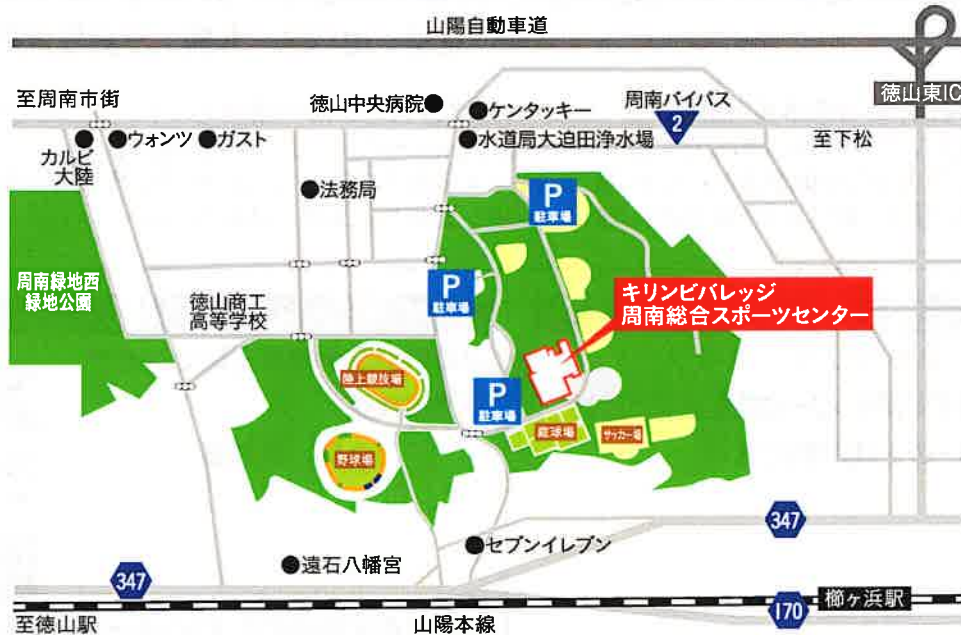 山陽自動車道
至周南市街
徳山中央病院
ケンタッキー
周南バイパス
2
徳山東IC
カルビ
大陸
ウォンツ
ガスト
水道局大迫田浄水場
至下松
法務局
P
駐車場
周南緑地西
緑地公園
P
駐車場
キリンビバレッジ
周南総合スポーツセンター
徳山商工
高等学校
陸上競技場
P
駐車場
庭球場
サッカー場
野球場
347
セブンイレブン
遠石八幡宮
347
櫛ヶ浜駅
170
至徳山駅
山陽本線